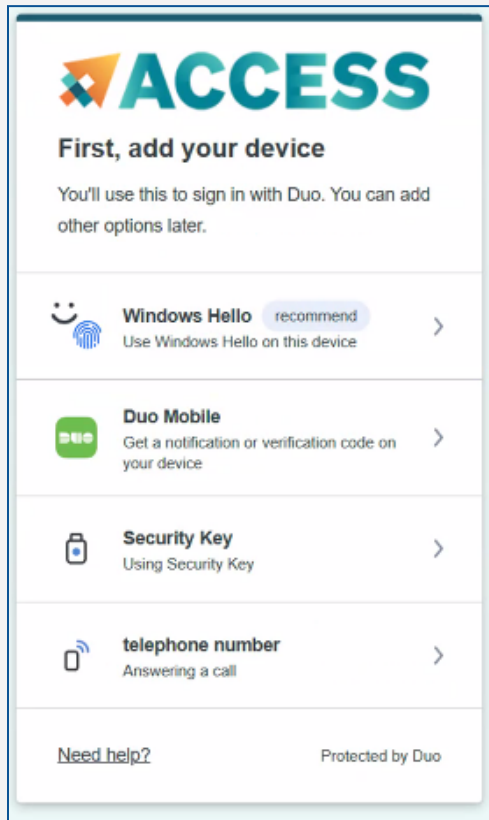 ACCESS
First, add your device
You'll use this to sign in with Duo. You can add
other options later.
Windows Hello recommend
Use Windows Hello on this device
Duo Mobile
DUO
Get a notification or verification code on
your device
Security Key
Using Security Key
telephone number
Answering a call
Need help? Protected by Duo